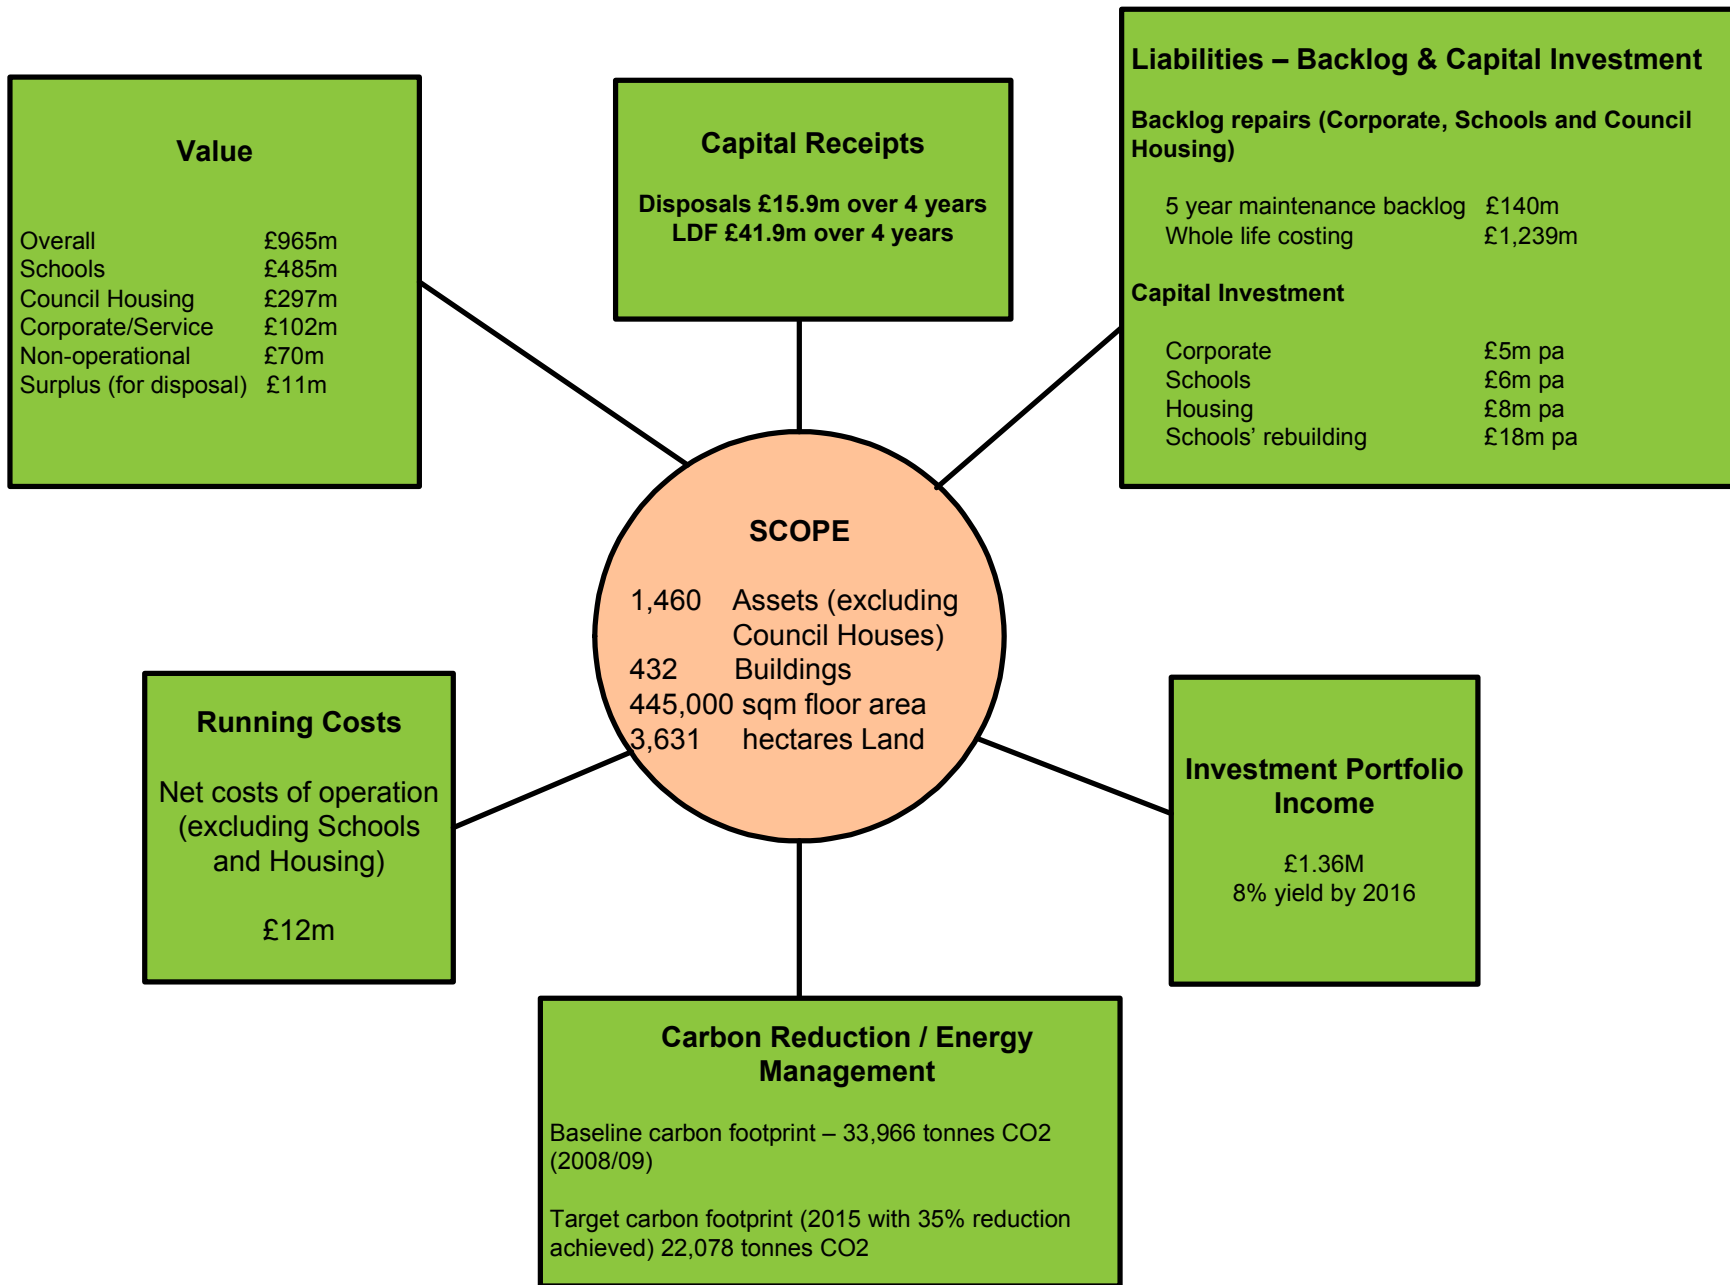 Value
Overall £965m
Schools £485m
Council Housing £297m
Corporate/Service £102m
Non-operational £70m
Surplus (for disposal) £11m
Capital Receipts
Disposals £15.9m over 4 years
LDF £41.9m over 4 years
Liabilities – Backlog & Capital Investment
Backlog repairs (Corporate, Schools and Council
Housing)
5 year maintenance backlog £140m
Whole life costing £1,239m
Capital Investment
Corporate £5m pa
Schools £6m pa
Housing £8m pa
Schools’ rebuilding £18m pa
SCOPE
1,460 Assets (excluding
Council Houses)
432 Buildings
445,000 sqm floor area
3,631 hectares Land
Running Costs
Net costs of operation
(excluding Schools
and Housing)
£12m
Investment Portfolio
Income
£1.36M
8% yield by 2016
Carbon Reduction / Energy
Management
Baseline carbon footprint – 33,966 tonnes CO2
(2008/09)
Target carbon footprint (2015 with 35% reduction
achieved) 22,078 tonnes CO2